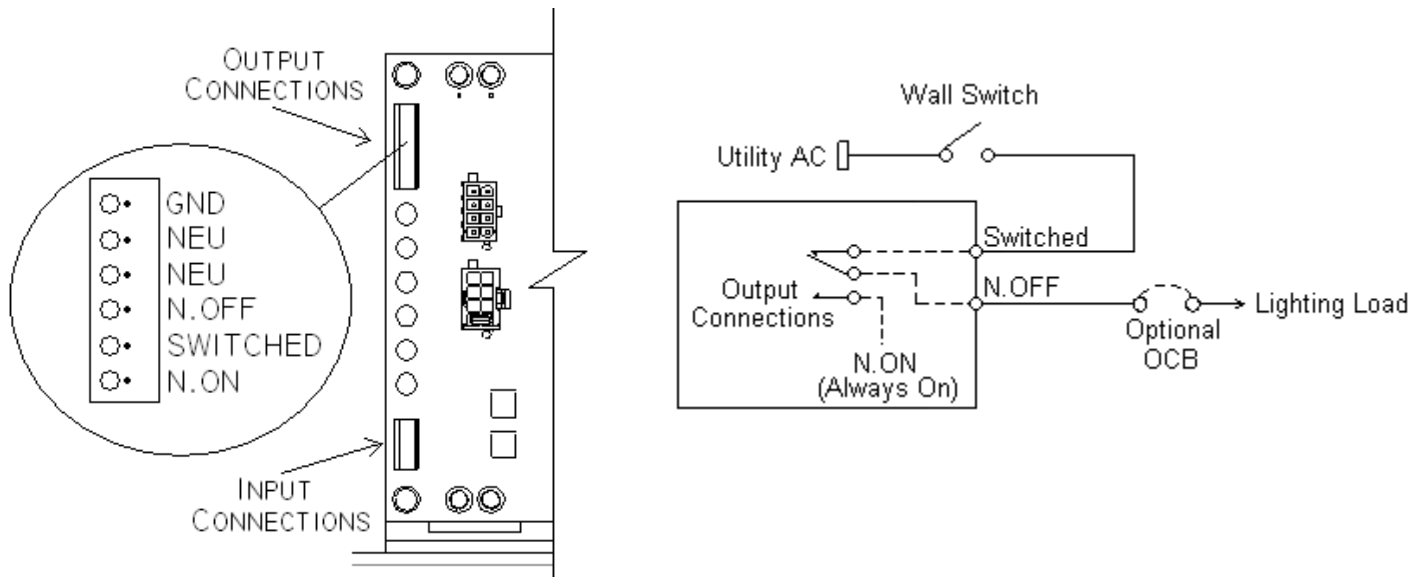 OUTPUT
CONNECTIONS
GND
NEU
NEU
N.OFF
SWITCHED
N.ON
INPUT
CONNECTIONS
Wall Switch
Utility AC
Switched
N.OFF
Output
Connections
N.ON
(Always On)
Optional
OCB
Lighting Load